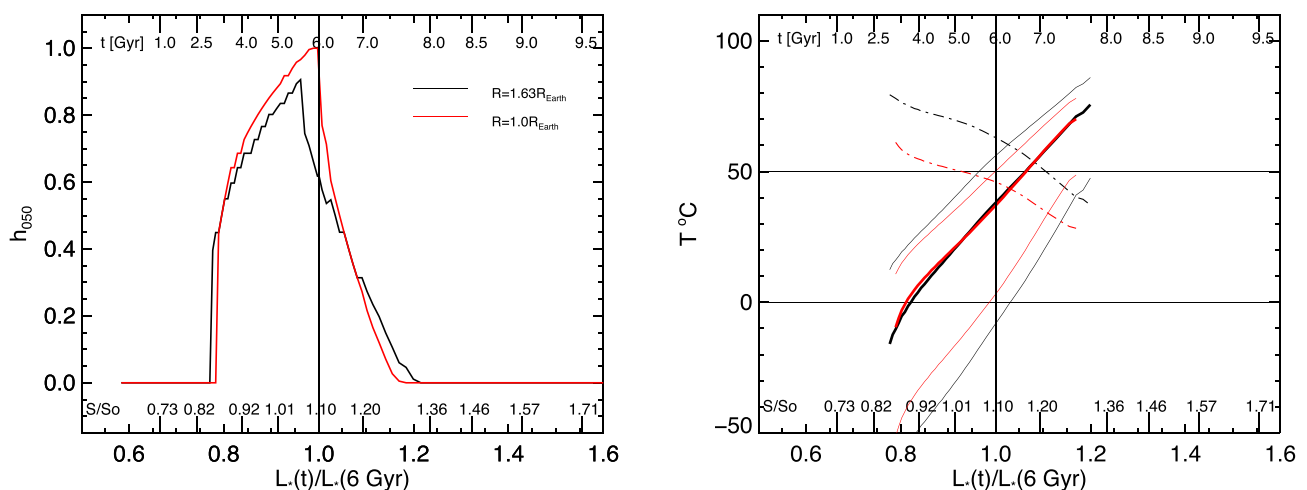 t [Gyr] 1.0 2.5 4.0 5.0 6.0 7.0 8.0 8.5 9.0 9.5
1.0
0.8
0.6
0.4
0.2
0.0
h050
R=1.63REarth
R=1.0REarth
S/So 0.73 0.82 0.92 1.01 1.10 1.20 1.36 1.46 1.57 1.71
0.6 0.8 1.0 1.2 1.4 1.6
L*(t)/L*(6 Gyr)
t [Gyr] 1.0 2.5 4.0 5.0 6.0 7.0 8.0 8.5 9.0 9.5
100
50
0
-50
T °C
S/So 0.73 0.82 0.92 1.01 1.10 1.20 1.36 1.46 1.57 1.71
0.6 0.8 1.0 1.2 1.4 1.6
L*(t)/L*(6 Gyr)